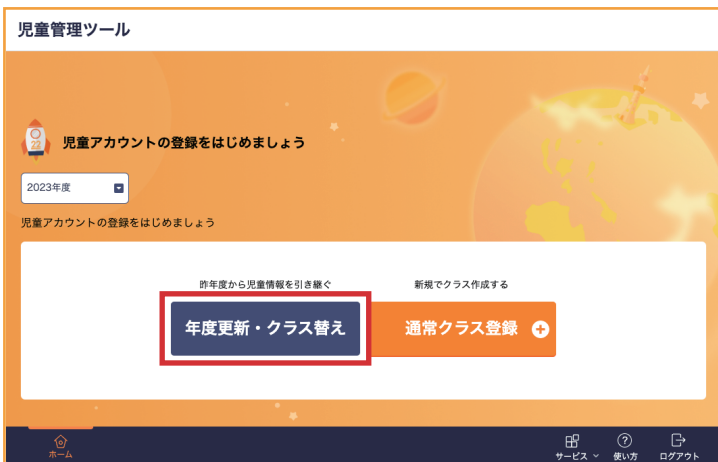 児童管理ツール
22
児童アカウントの登録をはじめましょう
2023年度
児童アカウントの登録をはじめましょう
昨年度から児童情報を引き継ぐ
新規でクラス作成する
年度更新・クラス替え
通常クラス登録
ホーム
サービス
使い方
ログアウト